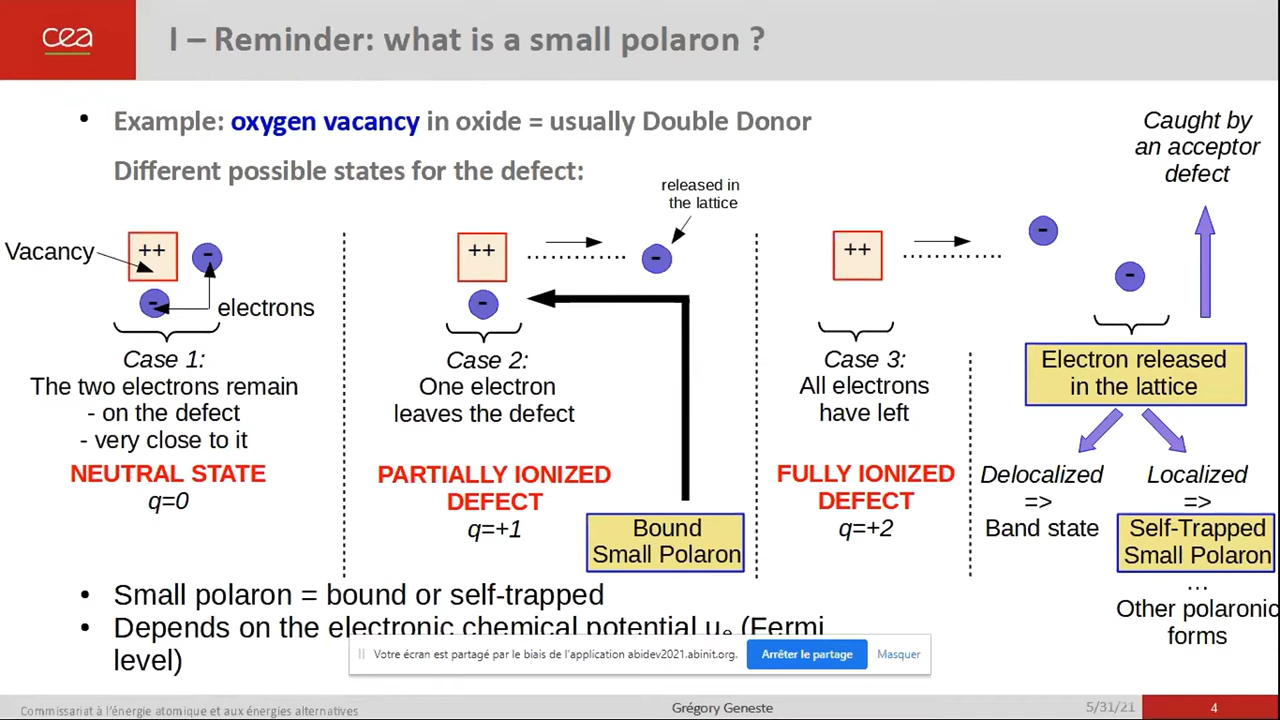 cea
I – Reminder: what is a small polaron ?
• Example: oxygen vacancy in oxide = usually Double Donor
Different possible states for the defect:
Vacancy
++
-
-
electrons
Case 1:
The two electrons remain
- on the defect
- very close to it
NEUTRAL STATE
q=0
++
-
released in
the lattice
-
Case 2:
One electron
leaves the defect
PARTIALLY IONIZED
DEFECT
q=+1
Bound
Small Polaron
++
Case 3:
All electrons
have left
FULLY IONIZED
DEFECT
q=+2
Caught by
an acceptor
defect
-
-
Electron released
in the lattice
Delocalized
=>
Band state
Localized
=>
Self-Trapped
Small Polaron
...
Other polaronic
forms
• Small polaron = bound or self-trapped
• Depends on the electronic chemical potential μₑ (Fermi
level)
Votre écran est partagé par le biais de l'application abidev2021.abinit.org.
Arrêter le partage
Masquer
Commissariat à l'énergie atomique et aux énergies alternatives
Grégory Geneste
5/31/21
4